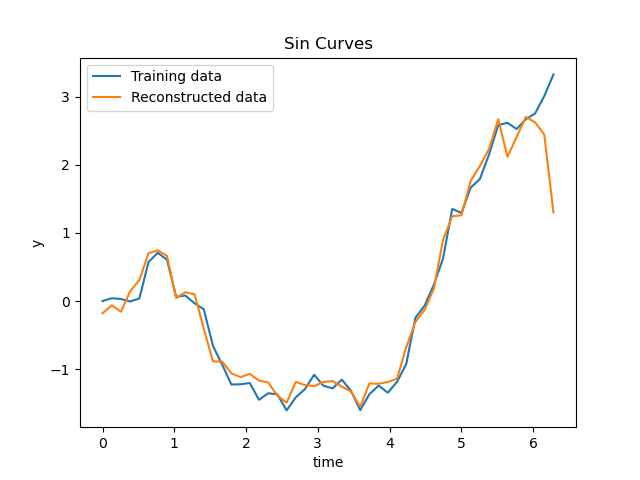 Sin Curves
Training data
Reconstructed data
3
2
1
0
−1
y
0 1 2 3 4 5 6
time